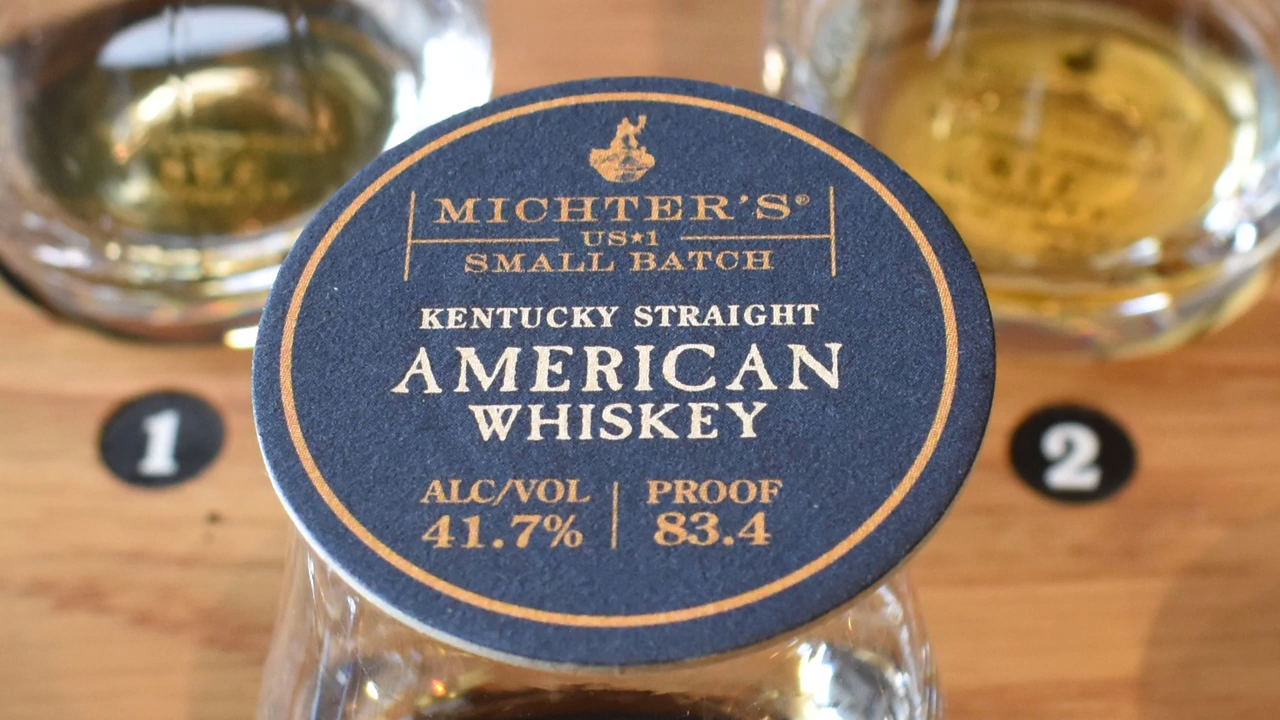 MICHTER'S®
US★1
SMALL BATCH
KENTUCKY STRAIGHT
AMERICAN
WHISKEY
ALC/VOL PROOF
41.7% 83.4
1
2